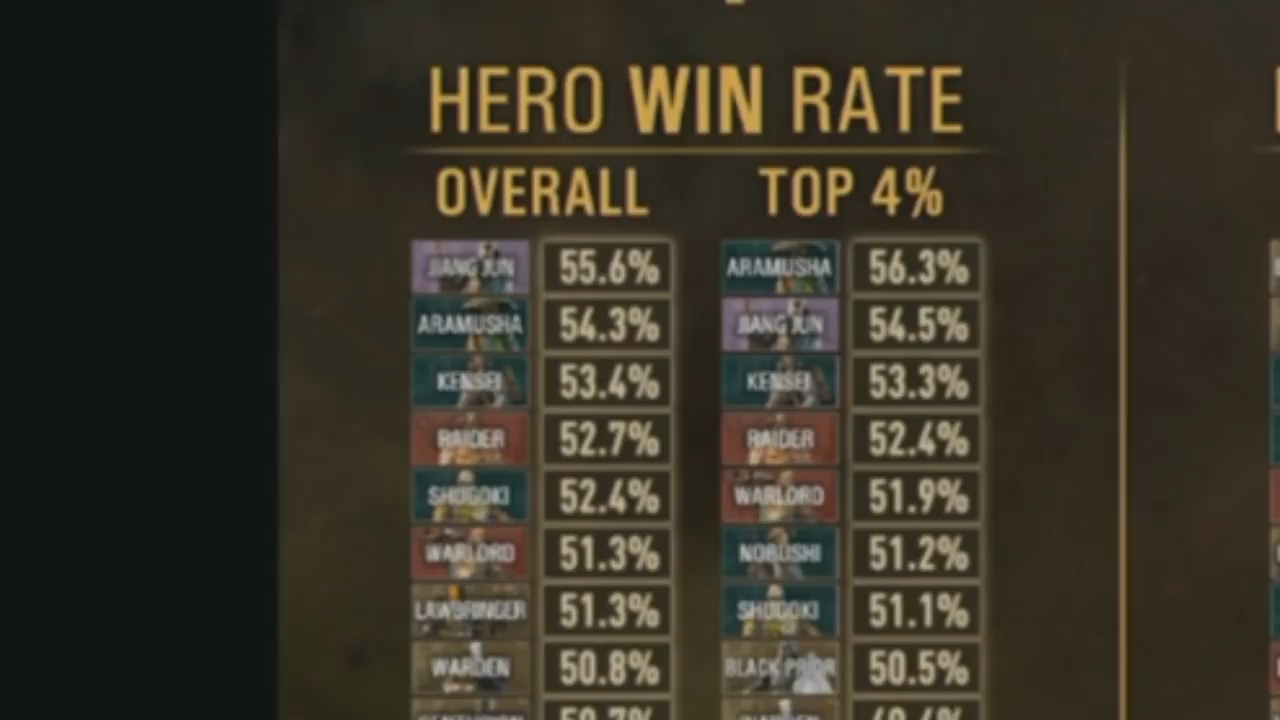 HERO WIN RATE
OVERALL TOP 4%
JIANG JUN 55.6% ARAMUSHA 56.3%
ARAMUSHA 54.3% JIANG JUN 54.5%
KENSEI 53.4% KENSEI 53.3%
RAIDER 52.7% RAIDER 52.4%
SHUGOKI 52.4% WARLORD 51.9%
WARLORD 51.3% NOBUSHI 51.2%
LAWBRINGER 51.3% SHUGOKI 51.1%
WARDEN 50.8% BLACK PRIOR 50.5%